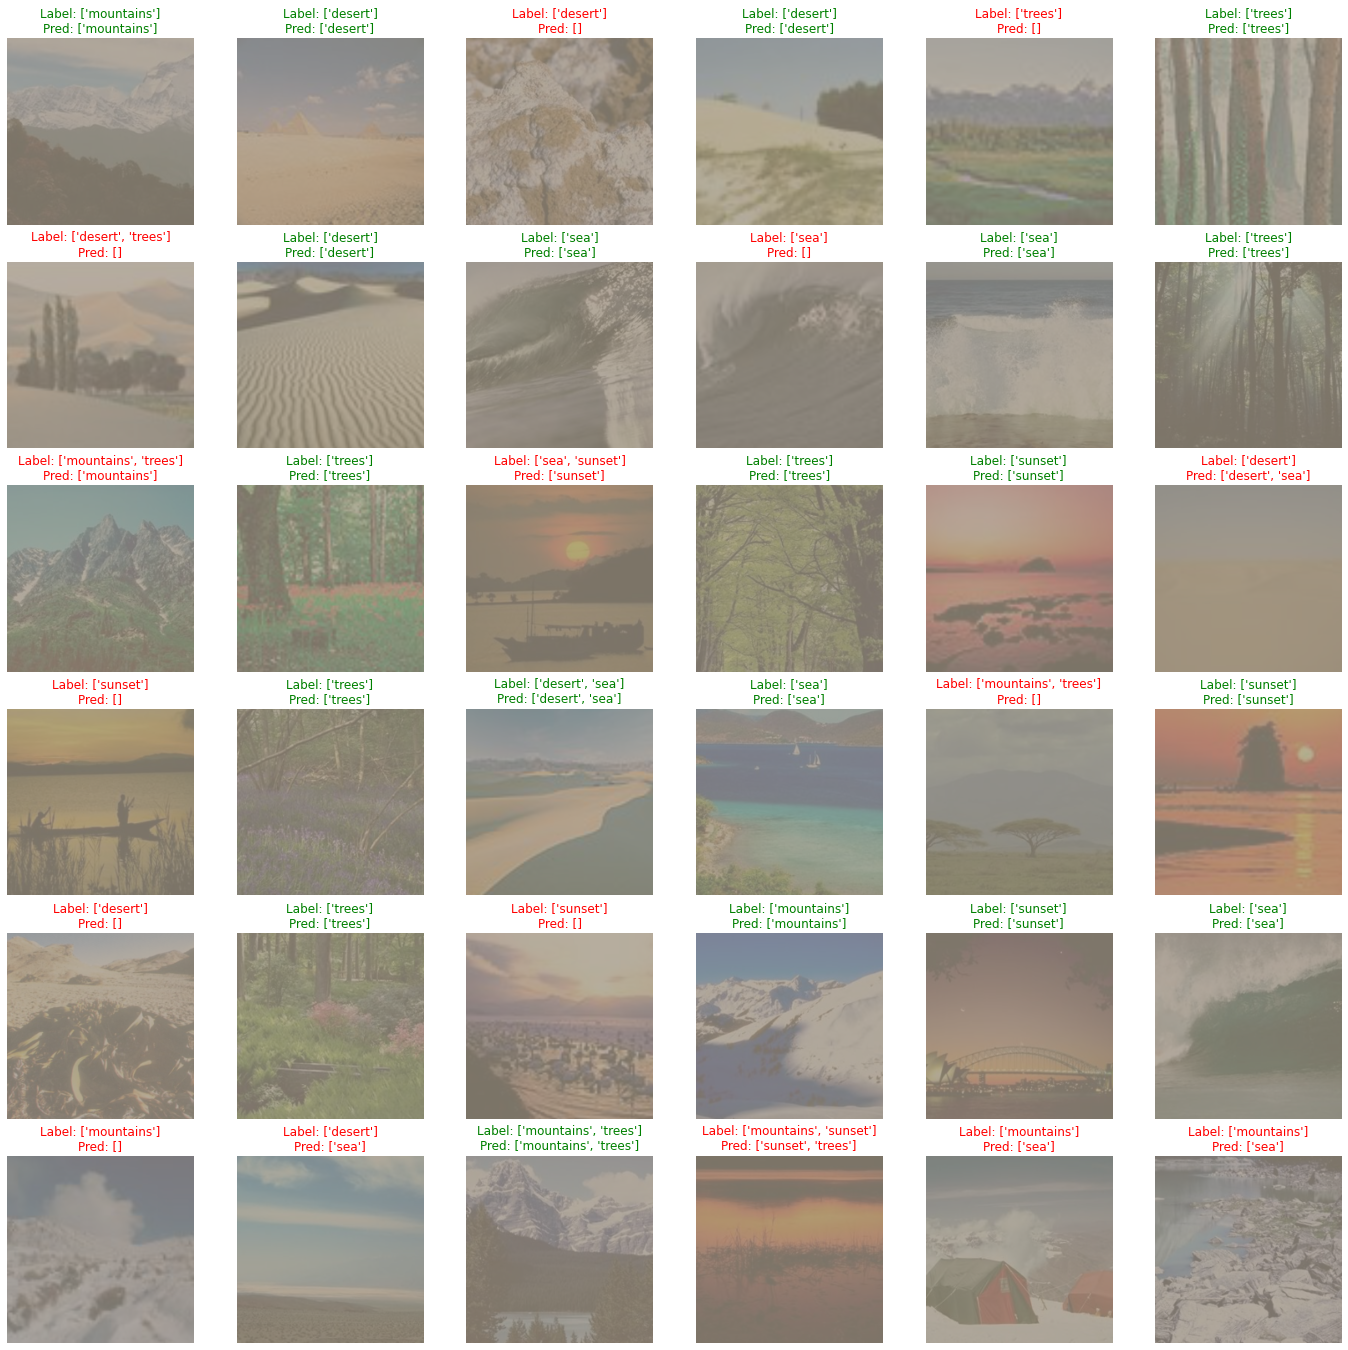 Label: ['mountains']
Pred: ['mountains']
Label: ['desert']
Pred: ['desert']
Label: ['desert']
Pred: []
Label: ['desert']
Pred: ['desert']
Label: ['trees']
Pred: []
Label: ['trees']
Pred: ['trees']
Label: ['desert', 'trees']
Pred: []
Label: ['desert']
Pred: ['desert']
Label: ['sea']
Pred: ['sea']
Label: ['sea']
Pred: []
Label: ['sea']
Pred: ['sea']
Label: ['trees']
Pred: ['trees']
Label: ['mountains', 'trees']
Pred: ['mountains']
Label: ['trees']
Pred: ['trees']
Label: ['sea', 'sunset']
Pred: ['sunset']
Label: ['trees']
Pred: ['trees']
Label: ['sunset']
Pred: ['sunset']
Label: ['desert']
Pred: ['desert', 'sea']
Label: ['sunset']
Pred: []
Label: ['trees']
Pred: ['trees']
Label: ['desert', 'sea']
Pred: ['desert', 'sea']
Label: ['sea']
Pred: ['sea']
Label: ['mountains', 'trees']
Pred: []
Label: ['sunset']
Pred: ['sunset']
Label: ['desert']
Pred: []
Label: ['trees']
Pred: ['trees']
Label: ['sunset']
Pred: []
Label: ['mountains']
Pred: ['mountains']
Label: ['sunset']
Pred: ['sunset']
Label: ['sea']
Pred: ['sea']
Label: ['mountains']
Pred: []
Label: ['desert']
Pred: ['sea']
Label: ['mountains', 'trees']
Pred: ['mountains', 'trees']
Label: ['mountains', 'sunset']
Pred: ['sunset', 'trees']
Label: ['mountains']
Pred: ['sea']
Label: ['mountains']
Pred: ['sea']